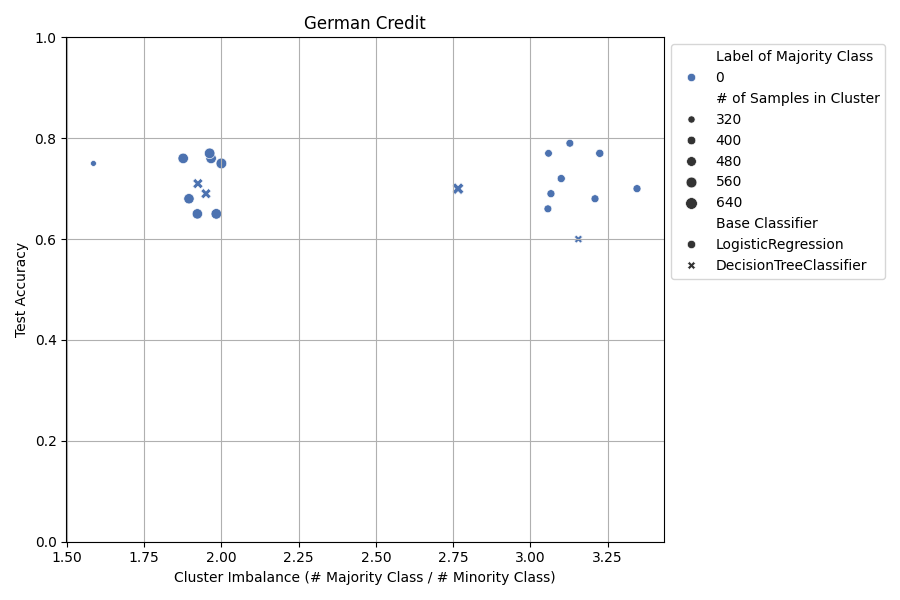 German Credit
1.0
0.8
0.6
0.4
0.2
0.0
Test Accuracy
1.50 1.75 2.00 2.25 2.50 2.75 3.00 3.25
Cluster Imbalance (# Majority Class / # Minority Class)
Label of Majority Class
0
# of Samples in Cluster
320
400
480
560
640
Base Classifier
LogisticRegression
DecisionTreeClassifier